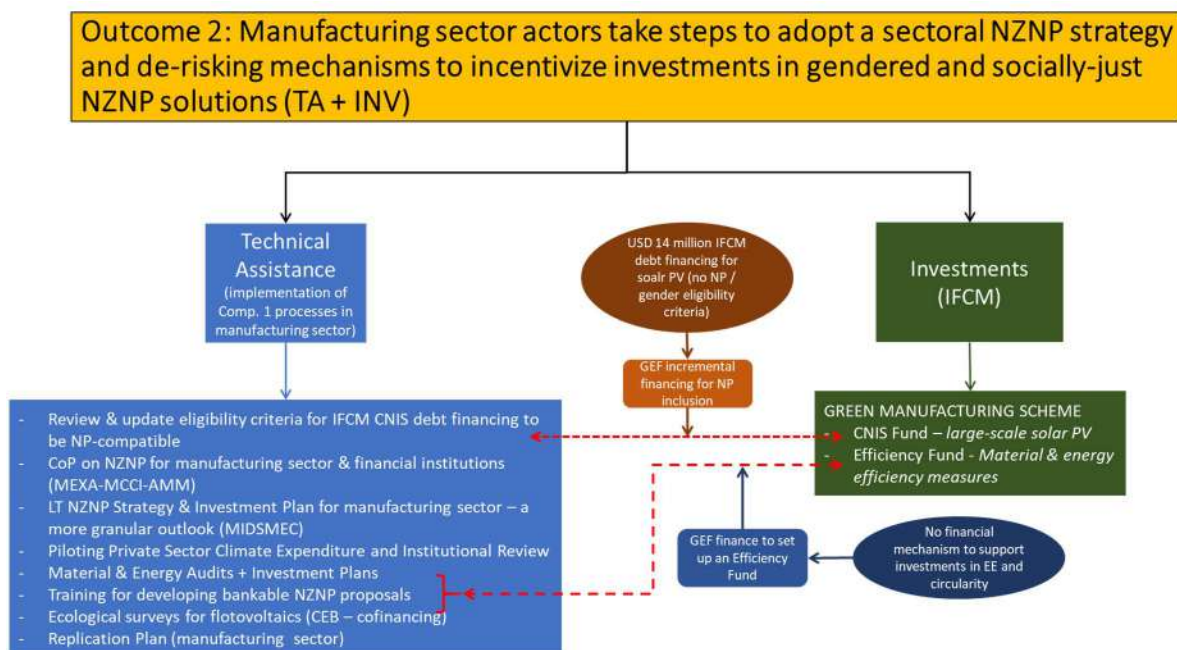 Outcome 2: Manufacturing sector actors take steps to adopt a sectoral NZNP strategy
and de-risking mechanisms to incentivize investments in gendered and socially-just
NZNP solutions (TA + INV)
Technical
Assistance
(implementation of
Comp. 1 processes in
manufacturing sector)
USD 14 million IFCM
debt financing for
soalr PV (no NP /
gender eligibility
criteria)
Investments
(IFCM)
GEF incremental
financing for NP
inclusion
- Review & update eligibility criteria for IFCM CNIS debt financing to
be NP-compatible
- CoP on NZNP for manufacturing sector & financial institutions
(MEXA-MCCI-AMM)
- LT NZNP Strategy & Investment Plan for manufacturing sector – a
more granular outlook (MIDSMEC)
- Piloting Private Sector Climate Expenditure and Institutional Review
- Material & Energy Audits + Investment Plans
- Training for developing bankable NZNP proposals
- Ecological surveys for flotovoltaics (CEB – cofinancing)
- Replication Plan (manufacturing sector)
GREEN MANUFACTURING SCHEME
- CNIS Fund – large-scale solar PV
- Efficiency Fund - Material & energy
efficiency measures
GEF finance to set
up an Efficiency
Fund
No financial
mechanism to support
investments in EE and
circularity